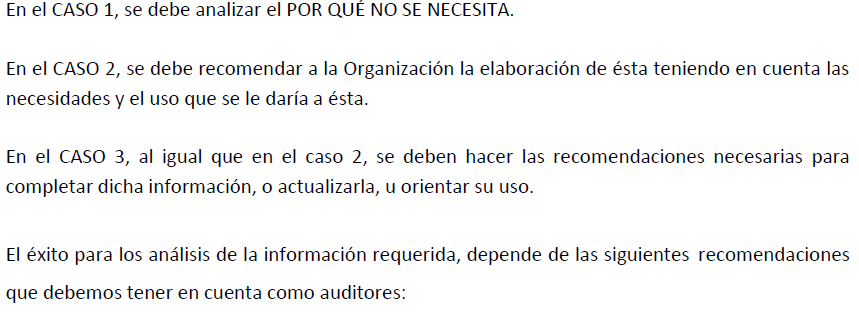 En el CASO 1, se debe analizar el POR QUÉ NO SE NECESITA.
En el CASO 2, se debe recomendar a la Organización la elaboración de ésta teniendo en cuenta las
necesidades y el uso que se le daría a ésta.
En el CASO 3, al igual que en el caso 2, se deben hacer las recomendaciones necesarias para
completar dicha información, o actualizarla, u orientar su uso.
El éxito para los análisis de la información requerida, depende de las siguientes recomendaciones
que debemos tener en cuenta como auditores: